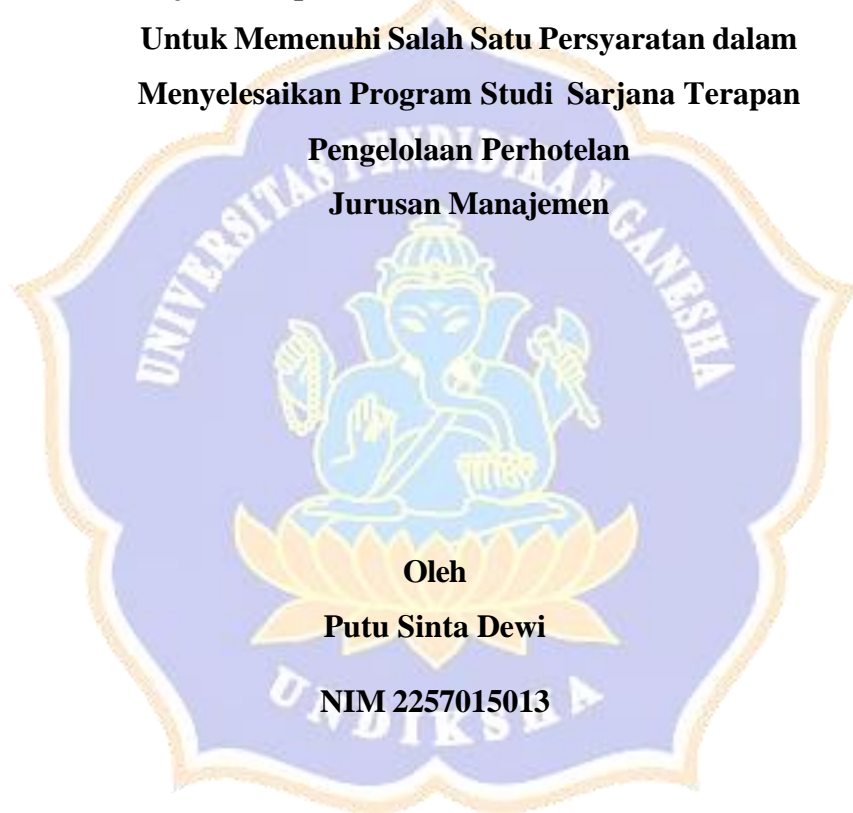 Untuk Memenuhi Salah Satu Persyaratan dalam
Menyelesaikan Program Studi Sarjana Terapan
Pengelolaan Perhotelan
Jurusan Manajemen
UNIVERSITAS PENDIDIKAN GANESHA
Oleh
Putu Sinta Dewi
NIM 2257015013
UNDIKSHA